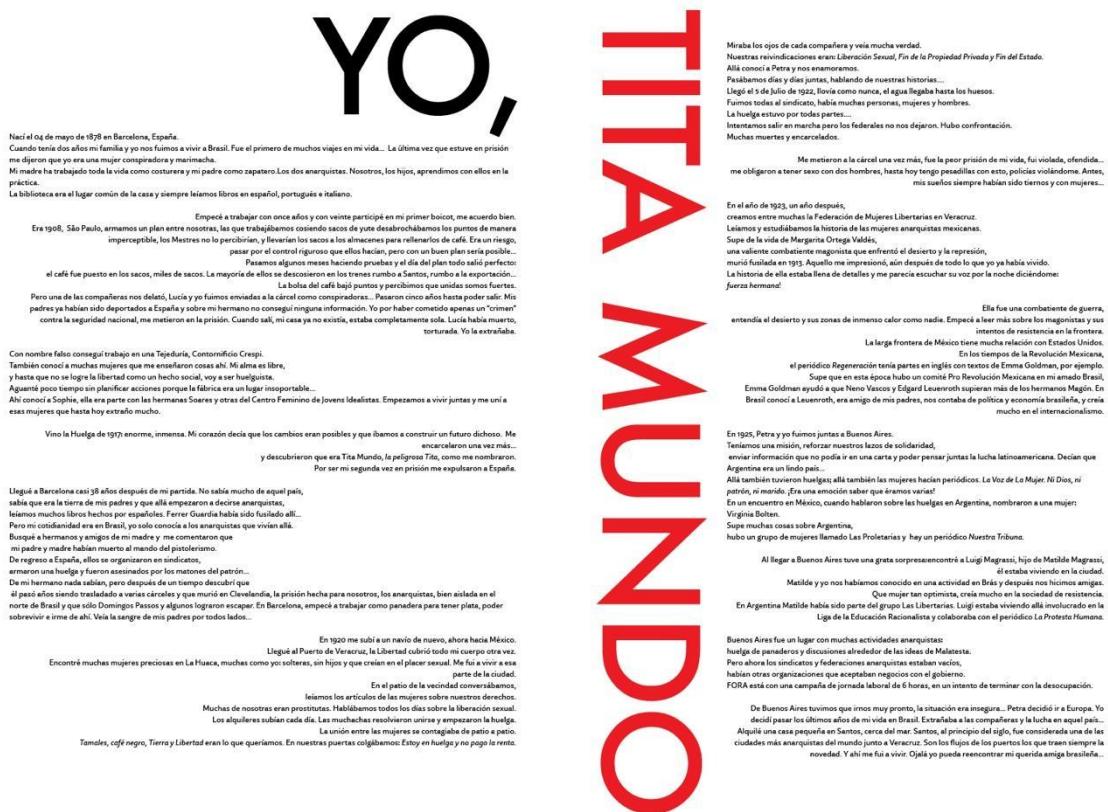 YO,
Nací el 04 de mayo de 1878 en Barcelona, España.
Cuando tenía dos años mi familia y yo nos fuimos a vivir a Brasil. Fue el primero de muchos viajes en mi vida... La última vez que estuve en prisión
me dijeron que yo era una mujer conspiradora y marimacha.
Mi madre ha trabajado toda la vida como costurera y mi padre como zapatero.Los dos anarquistas. Nosotros, los hijos, aprendimos con ellos en la
práctica.
La biblioteca era el lugar común de la casa y siempre leíamos libros en español, portugués e italiano.
Empecé a trabajar con once años y con veinte participé en mi primer boicot, me acuerdo bien.
Era 1908, São Paulo, armamos un plan entre nosotras, las que trabajábamos cosiendo sacos de yute desabrochábamos los puntos de manera
imperceptible, los Mestres no lo percibirían, y llevarían los sacos a los almacenes para rellenarlos de café. Era un riesgo,
pasar por el control riguroso que ellos hacían, pero con un buen plan sería posible...
Pasamos algunos meses haciendo pruebas y el día del plan todo salió perfecto:
el café fue puesto en los sacos, miles de sacos. La mayoría de ellos se descosieron en los trenes rumbo a Santos, rumbo a la exportación...
La bolsa del café bajó puntos y percibimos que unidas somos fuertes.
Pero una de las compañeras nos delató, Lucía y yo fuimos enviadas a la cárcel como conspiradoras... Pasaron cinco años hasta poder salir. Mis
padres ya habían sido deportados a España y sobre mi hermano no conseguí ninguna información. Yo por haber cometido apenas un "crimen"
contra la seguridad nacional, me metieron en la prisión. Cuando salí, mi casa ya no existía, estaba completamente sola. Lucía había muerto,
torturada. Yo la extrañaba.
Con nombre falso conseguí trabajo en una Tejeduría, Contornificio Crespi.
También conocí a muchas mujeres que me enseñaron cosas ahí. Mi alma es libre,
y hasta que no se logre la libertad como un hecho social, voy a ser huelguista.
Aguanté poco tiempo sin planificar acciones porque la fábrica era un lugar insoportable...
Ahí conocí a Sophie, ella era parte con las hermanas Soares y otras del Centro Feminino de Jovens Idealistas. Empezamos a vivir juntas y me uní a
esas mujeres que hasta hoy extraño mucho.
Vino la Huelga de 1917: enorme, inmensa. Mi corazón decía que los cambios eran posibles y que ibamos a construir un futuro dichoso. Me
encarcelaron una vez más...
y descubrieron que era Tita Mundo, la peligrosa Tita, como me nombraron.
Por ser mi segunda vez en prisión me expulsaron a España.
Llegué a Barcelona casi 38 años después de mi partida. No sabía mucho de aquel país,
sabía que era la tierra de mis padres y que allá empezaron a decirse anarquistas,
leíamos muchos libros hechos por españoles. Ferrer Guardia había sido fusilado allí...
Pero mi cotidianidad era en Brasil, yo solo conocía a los anarquistas que vivían allá.
Busqué a hermanos y amigos de mi madre y me comentaron que
mi padre y madre habían muerto al mando del pistolerismo.
De regreso a España, ellos se organizaron en sindicatos,
armaron una huelga y fueron asesinados por los matones del patrón...
De mi hermano nada sabían, pero después de un tiempo descubrí que
él pasó años siendo trasladado a varias cárceles y que murió en Clevelandia, la prisión hecha para nosotros, los anarquistas, bien aislada en el
norte de Brasil y que sólo Domingos Passos y algunos lograron escapar. En Barcelona, empecé a trabajar como panadera para tener plata, poder
sobrevivir e irme de ahí. Veía la sangre de mis padres por todos lados...
En 1920 me subí a un navío de nuevo, ahora hacia México.
Llegué al Puerto de Veracruz, la Libertad cubrió todo mi cuerpo otra vez.
Encontré muchas mujeres preciosas en La Huaca, muchas como yo: solteras, sin hijos y que creían en el placer sexual. Me fui a vivir a esa
parte de la ciudad.
En el patio de la vecindad conversábamos,
leíamos los artículos de las mujeres sobre nuestros derechos.
Muchas de nosotras eran prostitutas. Hablábamos todos los días sobre la liberación sexual.
Los alquileres subían cada día. Las muchachas resolvieron unirse y empezaron la huelga.
La unión entre las mujeres se contagiaba de patio a patio.
Tamales, café negro, Tierra y Libertad eran lo que queríamos. En nuestras puertas colgábamos: Estoy en huelga y no pago la renta.
TITA MUNDO
Miraba los ojos de cada compañera y veía mucha verdad.
Nuestras reivindicaciones eran: Liberación Sexual, Fin de la Propiedad Privada y Fin del Estado.
Allá conocí a Petra y nos enamoramos.
Pasábamos días y días juntas, hablando de nuestras historias....
Llegó el 5 de Julio de 1922, llovía como nunca, el agua llegaba hasta los huesos.
Fuimos todas al sindicato, había muchas personas, mujeres y hombres.
La huelga estuvo por todas partes....
Intentamos salir en marcha pero los federales no nos dejaron. Hubo confrontación.
Muchas muertes y encarcelados.
Me metieron a la cárcel una vez más, fue la peor prisión de mi vida, fui violada, ofendida...
me obligaron a tener sexo con dos hombres, hasta hoy tengo pesadillas con esto, policías violándome. Antes,
mis sueños siempre habían sido tiernos y con mujeres...
En el año de 1923, un año después,
creamos entre muchas la Federación de Mujeres Libertarias en Veracruz.
Leíamos y estudiábamos la historia de las mujeres anarquistas mexicanas.
Supe de la vida de Margarita Ortega Valdés,
una valiente combatiente magonista que enfrentó el desierto y la represión,
murió fusilada en 1913. Aquello me impresionó, aún después de todo lo que yo ya había vivido.
La historia de ella estaba llena de detalles y me parecía escuchar su voz por la noche diciéndome:
fuerza hermana!
Ella fue una combatiente de guerra,
entendía el desierto y sus zonas de inmenso calor como nadie. Empecé a leer más sobre los magonistas y sus
intentos de resistencia en la frontera.
La larga frontera de México tiene mucha relación con Estados Unidos.
En los tiempos de la Revolución Mexicana,
el periódico Regeneración tenía partes en inglés con textos de Emma Goldman, por ejemplo.
Supe que en esta época hubo un comité Pro Revolución Mexicana en mi amado Brasil,
Emma Goldman ayudó a que Neno Vascos y Edgard Leuenroth supieran más de los hermanos Magón. En
Brasil conocí a Leuenroth, era amigo de mis padres, nos contaba de política y economía brasileña, y creía
mucho en el internacionalismo.
En 1925, Petra y yo fuimos juntas a Buenos Aires.
Teníamos una misión, reforzar nuestros lazos de solidaridad,
enviar información que no podía ir en una carta y poder pensar juntas la lucha latinoamericana. Decían que
Argentina era un lindo país...
Allá también tuvieron huelgas; allá también las mujeres hacían periódicos. La Voz de La Mujer. Ni Dios, ni
patrón, ni marido. ¡Era una emoción saber que éramos varias!
En un encuentro en México, cuando hablaron sobre las huelgas en Argentina, nombraron a una mujer:
Virginia Bolten.
Supe muchas cosas sobre Argentina,
hubo un grupo de mujeres llamado Las Proletarias y hay un periódico Nuestra Tribuna.
Al llegar a Buenos Aires tuve una grata sorpresa:encontré a Luigi Magrassi, hijo de Matilde Magrassi,
él estaba viviendo en la ciudad.
Matilde y yo nos habíamos conocido en una actividad en Brás y después nos hicimos amigas.
Que mujer tan optimista, creía mucho en la sociedad de resistencia.
En Argentina Matilde había sido parte del grupo Las Libertarias. Luigi estaba viviendo allá involucrado en la
Liga de la Educación Racionalista y colaboraba con el periódico La Protesta Humana.
Buenos Aires fue un lugar con muchas actividades anarquistas:
huelga de panaderos y discusiones alrededor de las ideas de Malatesta.
Pero ahora los sindicatos y federaciones anarquistas estaban vacíos,
habían otras organizaciones que aceptaban negocios con el gobierno.
FORA está con una campaña de jornada laboral de 6 horas, en un intento de terminar con la desocupación.
De Buenos Aires tuvimos que irnos muy pronto, la situación era insegura... Petra decidió ir a Europa. Yo
decidí pasar los últimos años de mi vida en Brasil. Extrañaba a las compañeras y la lucha en aquel país...
Alquilé una casa pequeña en Santos, cerca del mar. Santos, al principio del siglo, fue considerada una de las
ciudades más anarquistas del mundo junto a Veracruz. Son los flujos de los puertos los que traen siempre la
novedad. Y ahí me fui a vivir. Ojalá yo pueda reencontrar mi querida amiga brasileña...